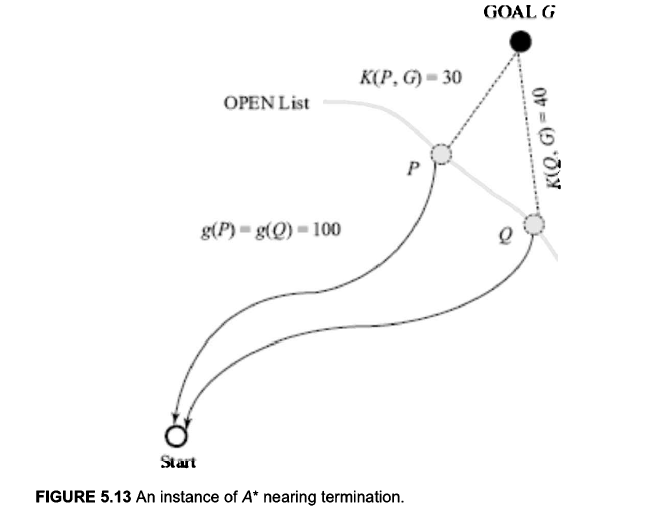 GOAL G
K(P, G) = 30
OPEN List
K(Q, G) = 40
P
g(P) = g(Q) = 100
Q
Start
FIGURE 5.13 An instance of A* nearing termination.